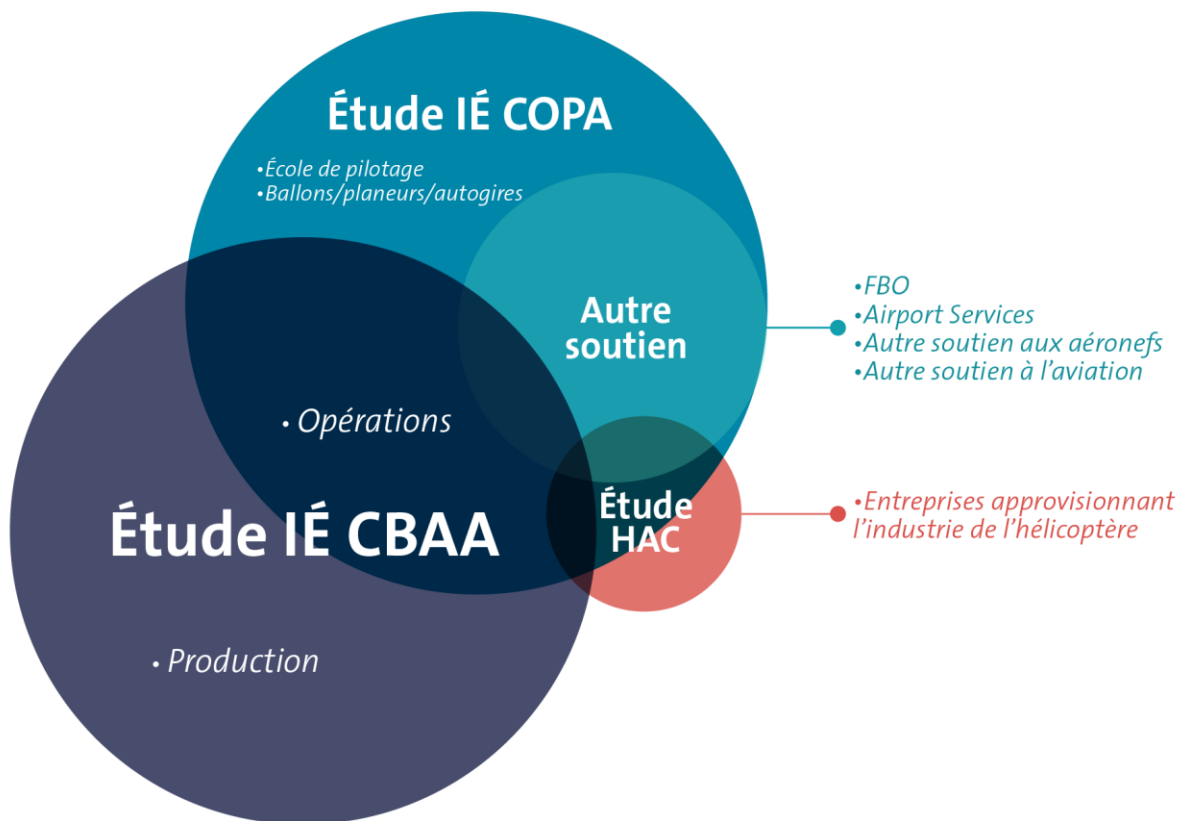 Étude IÉ COPA
•École de pilotage
•Ballons/planeurs/autogires
Autre
soutien
•FBO
•Airport Services
•Autre soutien aux aéronefs
•Autre soutien à l'aviation
• Opérations
Étude IÉ CBAA
Étude
HAC
•Entreprises approvisionnant
l'industrie de l'hélicoptère
• Production